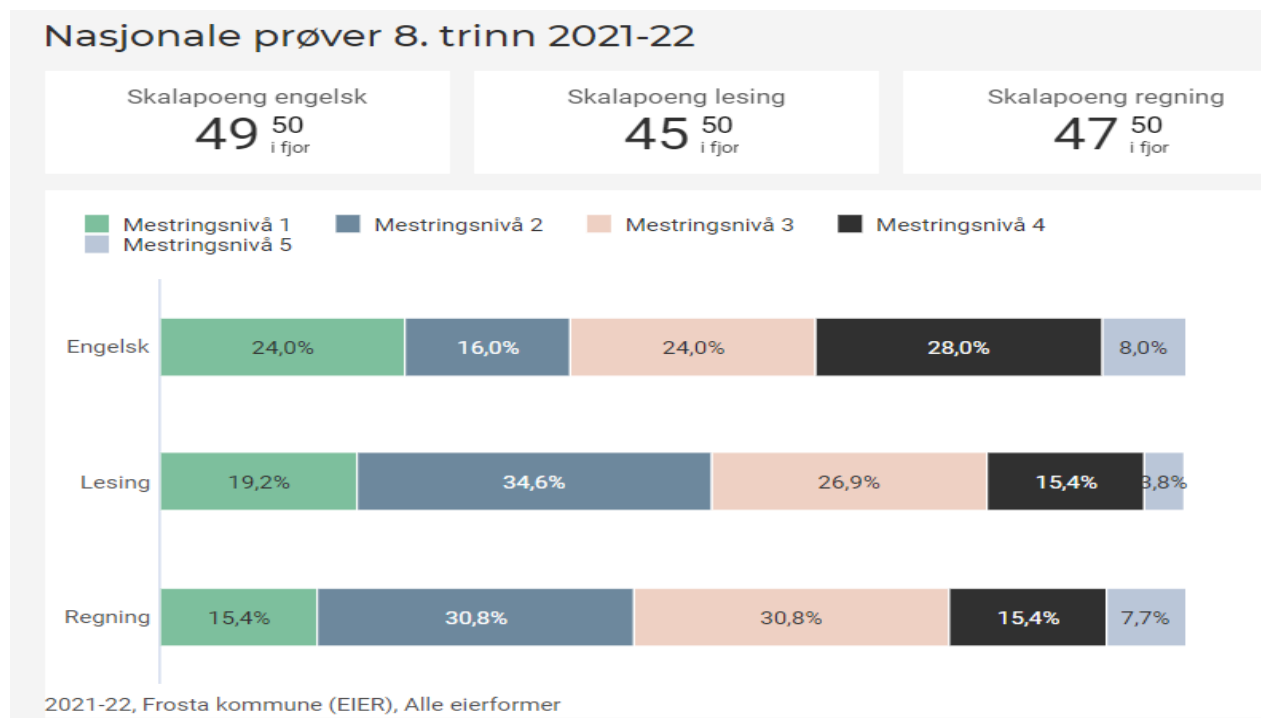 Nasjonale prøver 8. trinn 2021-22
Skalapoeng engelsk
49 50 i fjor
Skalapoeng lesing
45 50 i fjor
Skalapoeng regning
47 50 i fjor
Mestringsnivå 1 Mestringsnivå 2 Mestringsnivå 3 Mestringsnivå 4
Mestringsnivå 5
Engelsk 24,0% 16,0% 24,0% 28,0% 8,0%
Lesing 19,2% 34,6% 26,9% 15,4% 3,8%
Regning 15,4% 30,8% 30,8% 15,4% 7,7%
2021-22, Frosta kommune (EIER), Alle eierformer